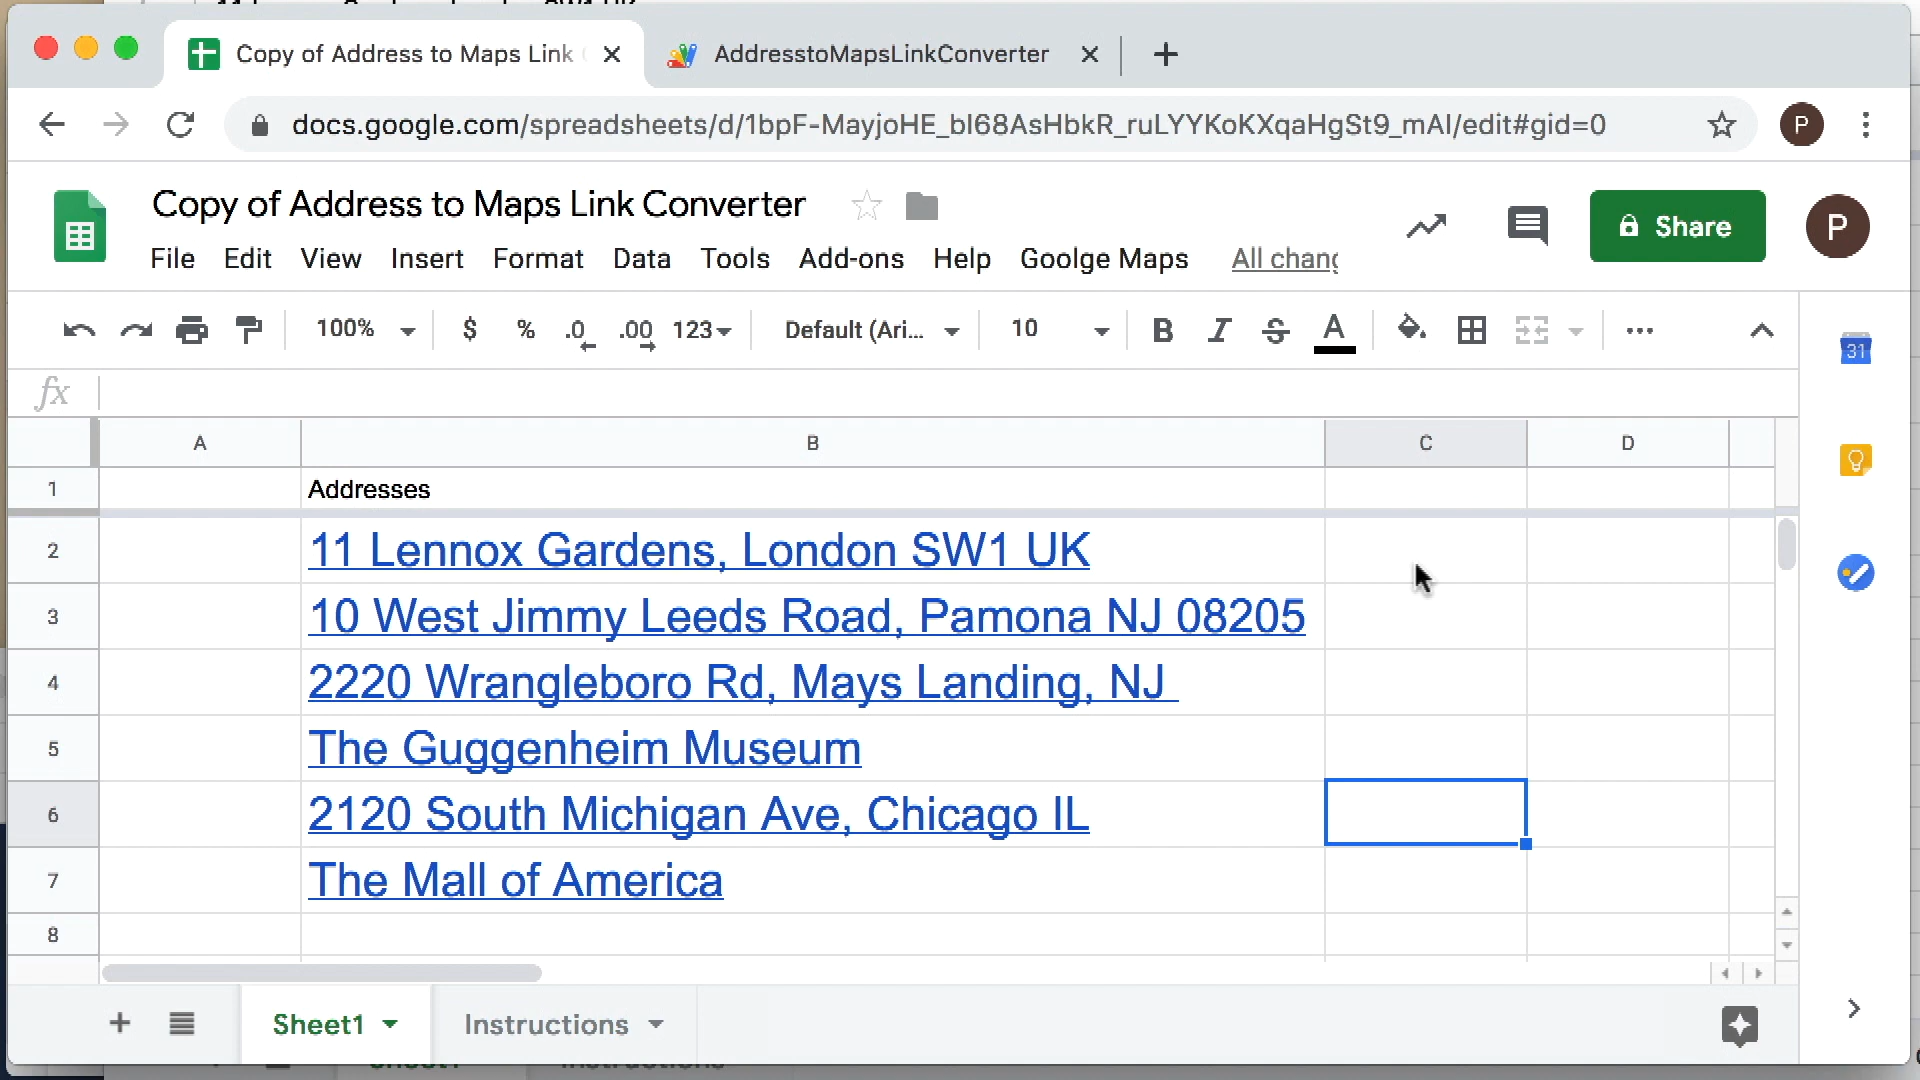 Copy of Address to Maps Link
AddresstoMapsLinkConverter
docs.google.com/spreadsheets/d/1bpF-MayjoHE_bI68AsHbkR_ruLYYKoKXqaHgSt9_mAI/edit#gid=0
P
Copy of Address to Maps Link Converter
Share
P
File Edit View Insert Format Data Tools Add-ons Help Goolge Maps All chang
100% $ % .0 .00 123 Default (Ari... 10 B I S A
31
fx
A B C D
1 Addresses
2 11 Lennox Gardens, London SW1 UK
3 10 West Jimmy Leeds Road, Pamona NJ 08205
4 2220 Wrangleboro Rd, Mays Landing, NJ
5 The Guggenheim Museum
6 2120 South Michigan Ave, Chicago IL
7 The Mall of America
8
Sheet1 Instructions